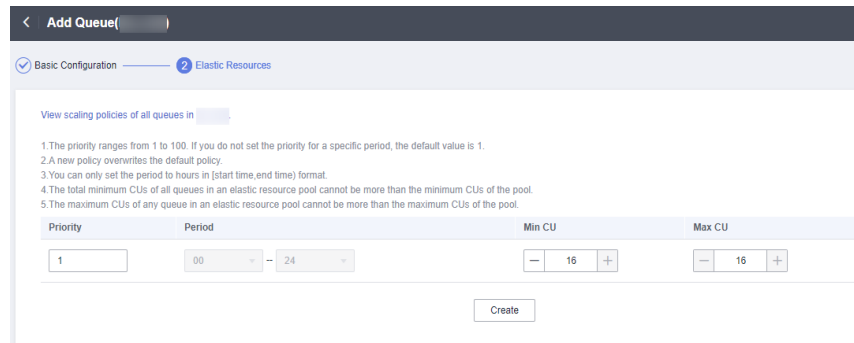 Add Queue( )
Basic Configuration 2 Elastic Resources
View scaling policies of all queues in .
1.The priority ranges from 1 to 100. If you do not set the priority for a specific period, the default value is 1.
2.A new policy overwrites the default policy.
3.You can only set the period to hours in [start time,end time) format.
4.The total minimum CUs of all queues in an elastic resource pool cannot be more than the minimum CUs of the pool.
5.The maximum CUs of any queue in an elastic resource pool cannot be more than the maximum CUs of the pool.
Priority Period Min CU Max CU
1 00 -- 24 — 16 + — 16 +
Create